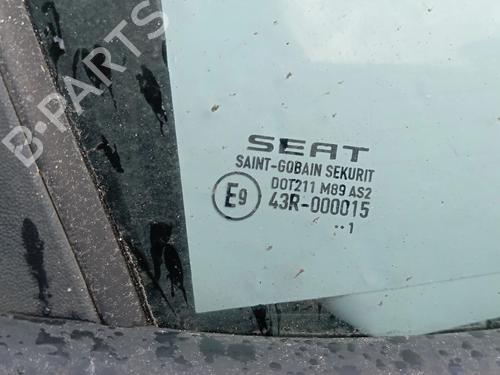 B-PARTS
SEAT
SAINT-GOBAIN SEKURIT
DOT211 M89 AS2
E9 43R-000015
··1